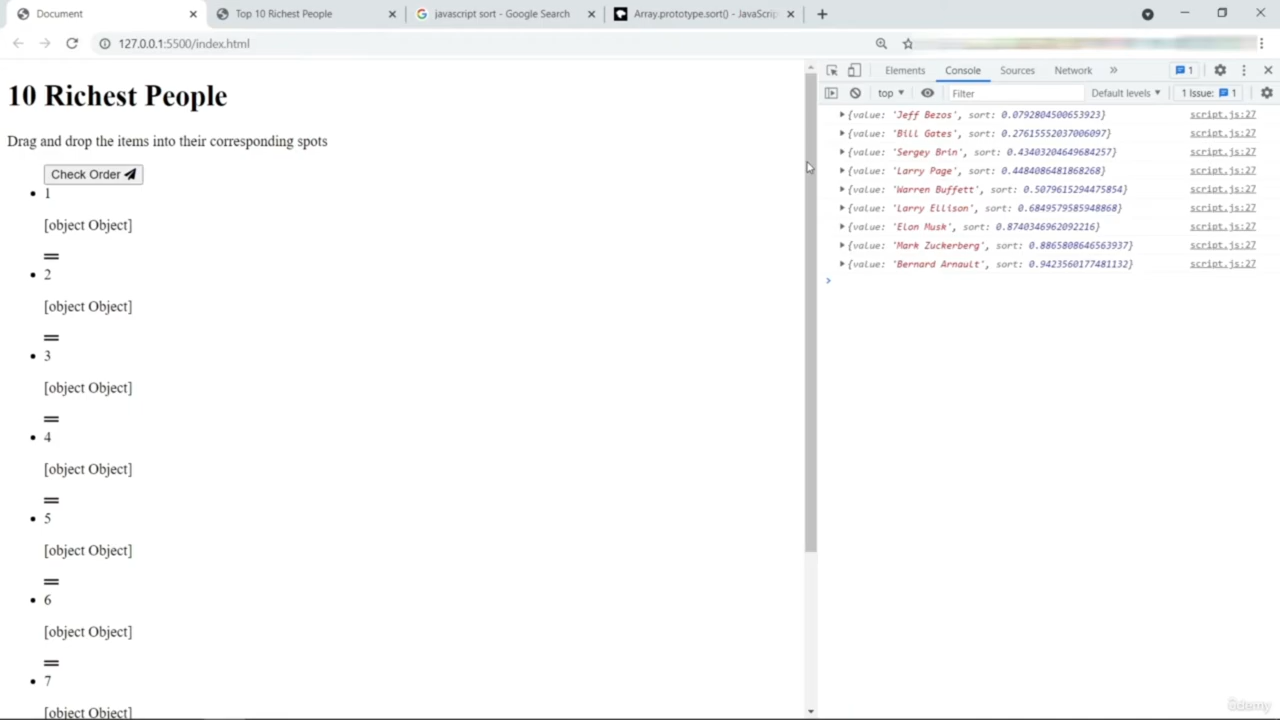 Document
Top 10 Richest People
javascript sort - Google Search
Array.prototype.sort() - JavaScrip
127.0.0.1:5500/index.html
10 Richest People
Drag and drop the items into their corresponding spots
Check Order
1
[object Object]
2
[object Object]
3
[object Object]
4
[object Object]
5
[object Object]
6
[object Object]
7
[object Object]
Elements Console Sources Network
1
top Filter Default levels 1 Issue: 1
{value: 'Jeff Bezos', sort: 0.0792804500653923} script.js:27
{value: 'Bill Gates', sort: 0.27615552037006097} script.js:27
{value: 'Sergey Brin', sort: 0.43403204649684257} script.js:27
{value: 'Larry Page', sort: 0.4484086481868268} script.js:27
{value: 'Warren Buffett', sort: 0.5079615294475854} script.js:27
{value: 'Larry Ellison', sort: 0.6849579585948868} script.js:27
{value: 'Elon Musk', sort: 0.8740346962092216} script.js:27
{value: 'Mark Zuckerberg', sort: 0.8865808646563937} script.js:27
{value: 'Bernard Arnault', sort: 0.9423560177481132} script.js:27
ûdemy